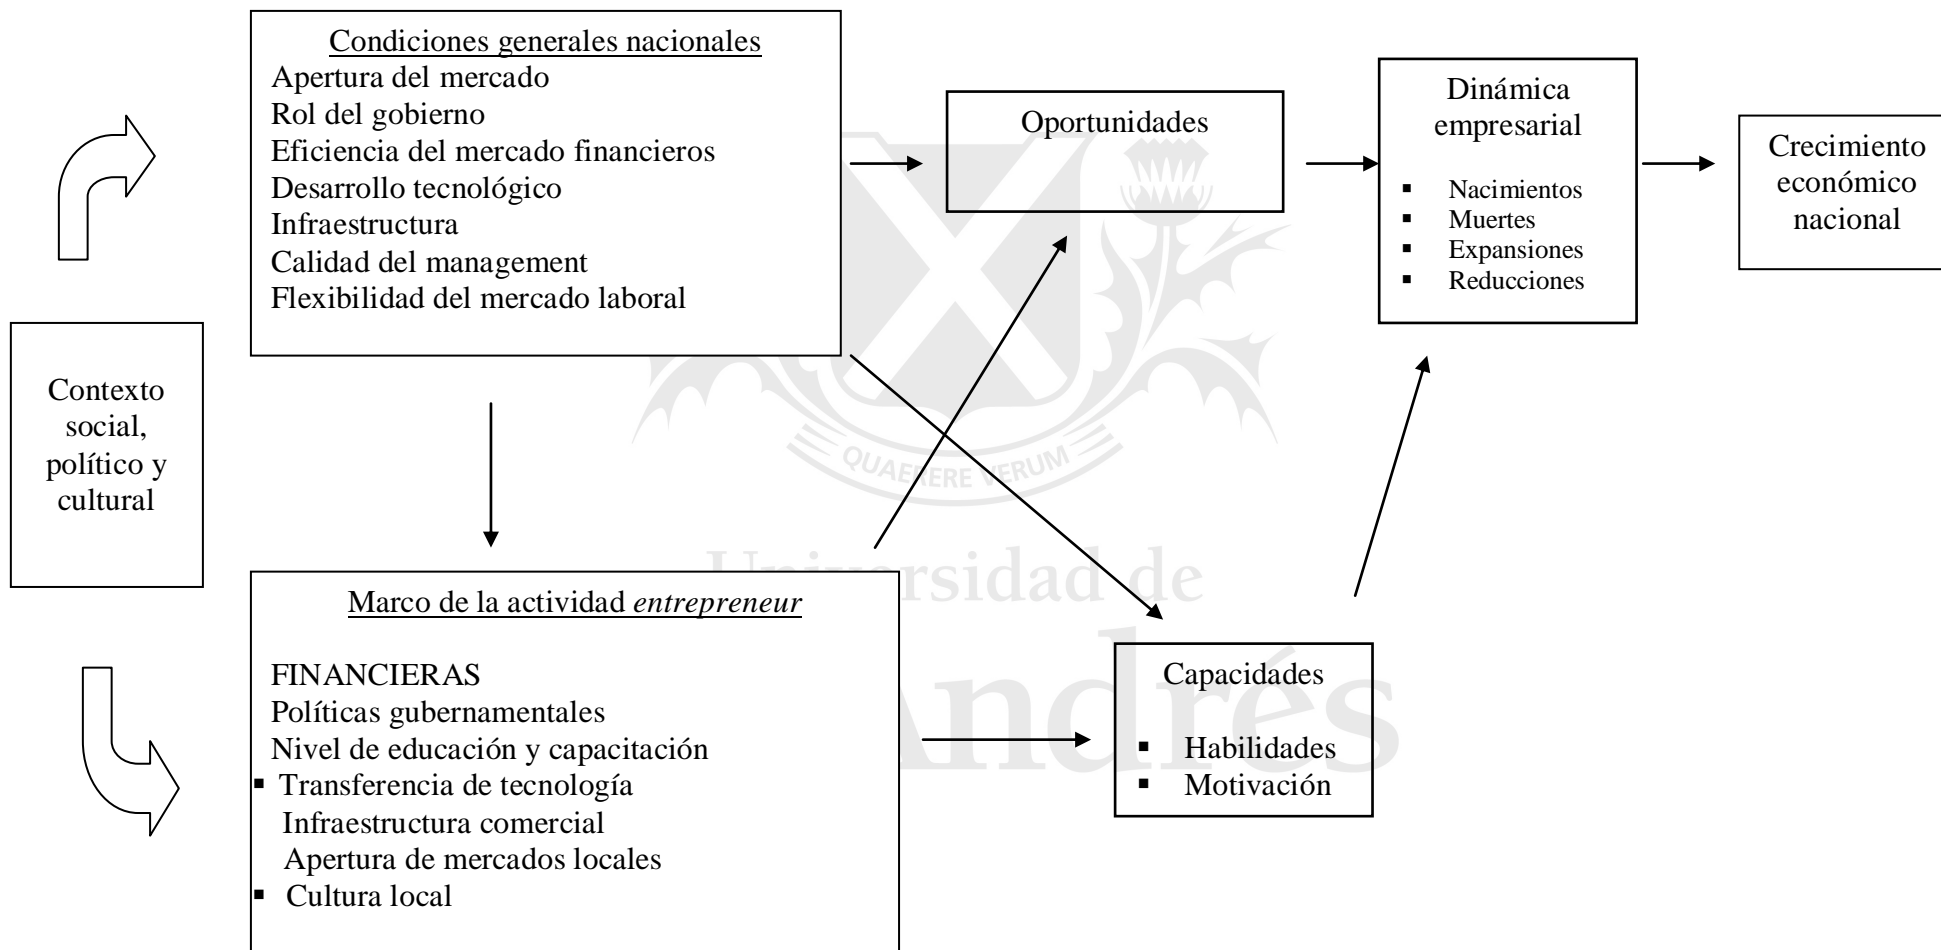 Condiciones generales nacionales
Apertura del mercado
Rol del gobierno
Eficiencia del mercado financieros
Desarrollo tecnológico
Infraestructura
Calidad del management
Flexibilidad del mercado laboral
Oportunidades
Dinámica
empresarial
▪ Nacimientos
▪ Muertes
▪ Expansiones
▪ Reducciones
Crecimiento
económico
nacional
Contexto
social,
político y
cultural
QUAERERE VERUM
Universidad de
Andrés
Marco de la actividad entrepreneur
FINANCIERAS
Políticas gubernamentales
Nivel de educación y capacitación
▪ Transferencia de tecnología
Infraestructura comercial
Apertura de mercados locales
▪ Cultura local
Capacidades
▪ Habilidades
▪ Motivación